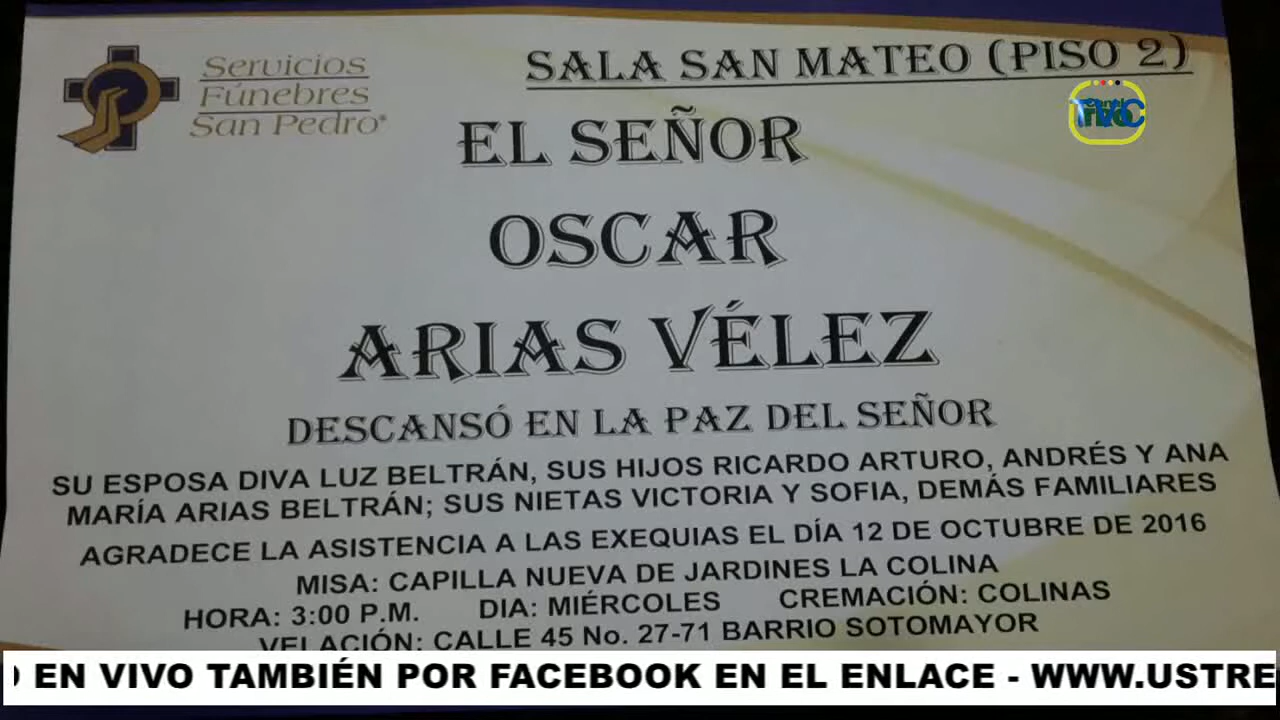 Servicios
Fúnebres
San Pedro®
SALA SAN MATEO (PISO 2)
EL SEÑOR
OSCAR
ARIAS VÉLEZ
DESCANSÓ EN LA PAZ DEL SEÑOR
SU ESPOSA DIVA LUZ BELTRÁN, SUS HIJOS RICARDO ARTURO, ANDRÉS Y ANA
MARÍA ARIAS BELTRÁN; SUS NIETAS VICTORIA Y SOFIA, DEMÁS FAMILIARES
AGRADECE LA ASISTENCIA A LAS EXEQUIAS EL DÍA 12 DE OCTUBRE DE 2016
MISA: CAPILLA NUEVA DE JARDINES LA COLINA
HORA: 3:00 P.M. DIA: MIÉRCOLES CREMACIÓN: COLINAS
VELACIÓN: CALLE 45 No. 27-71 BARRIO SOTOMAYOR
EN VIVO TAMBIÉN POR FACEBOOK EN EL ENLACE - WWW.USTRE